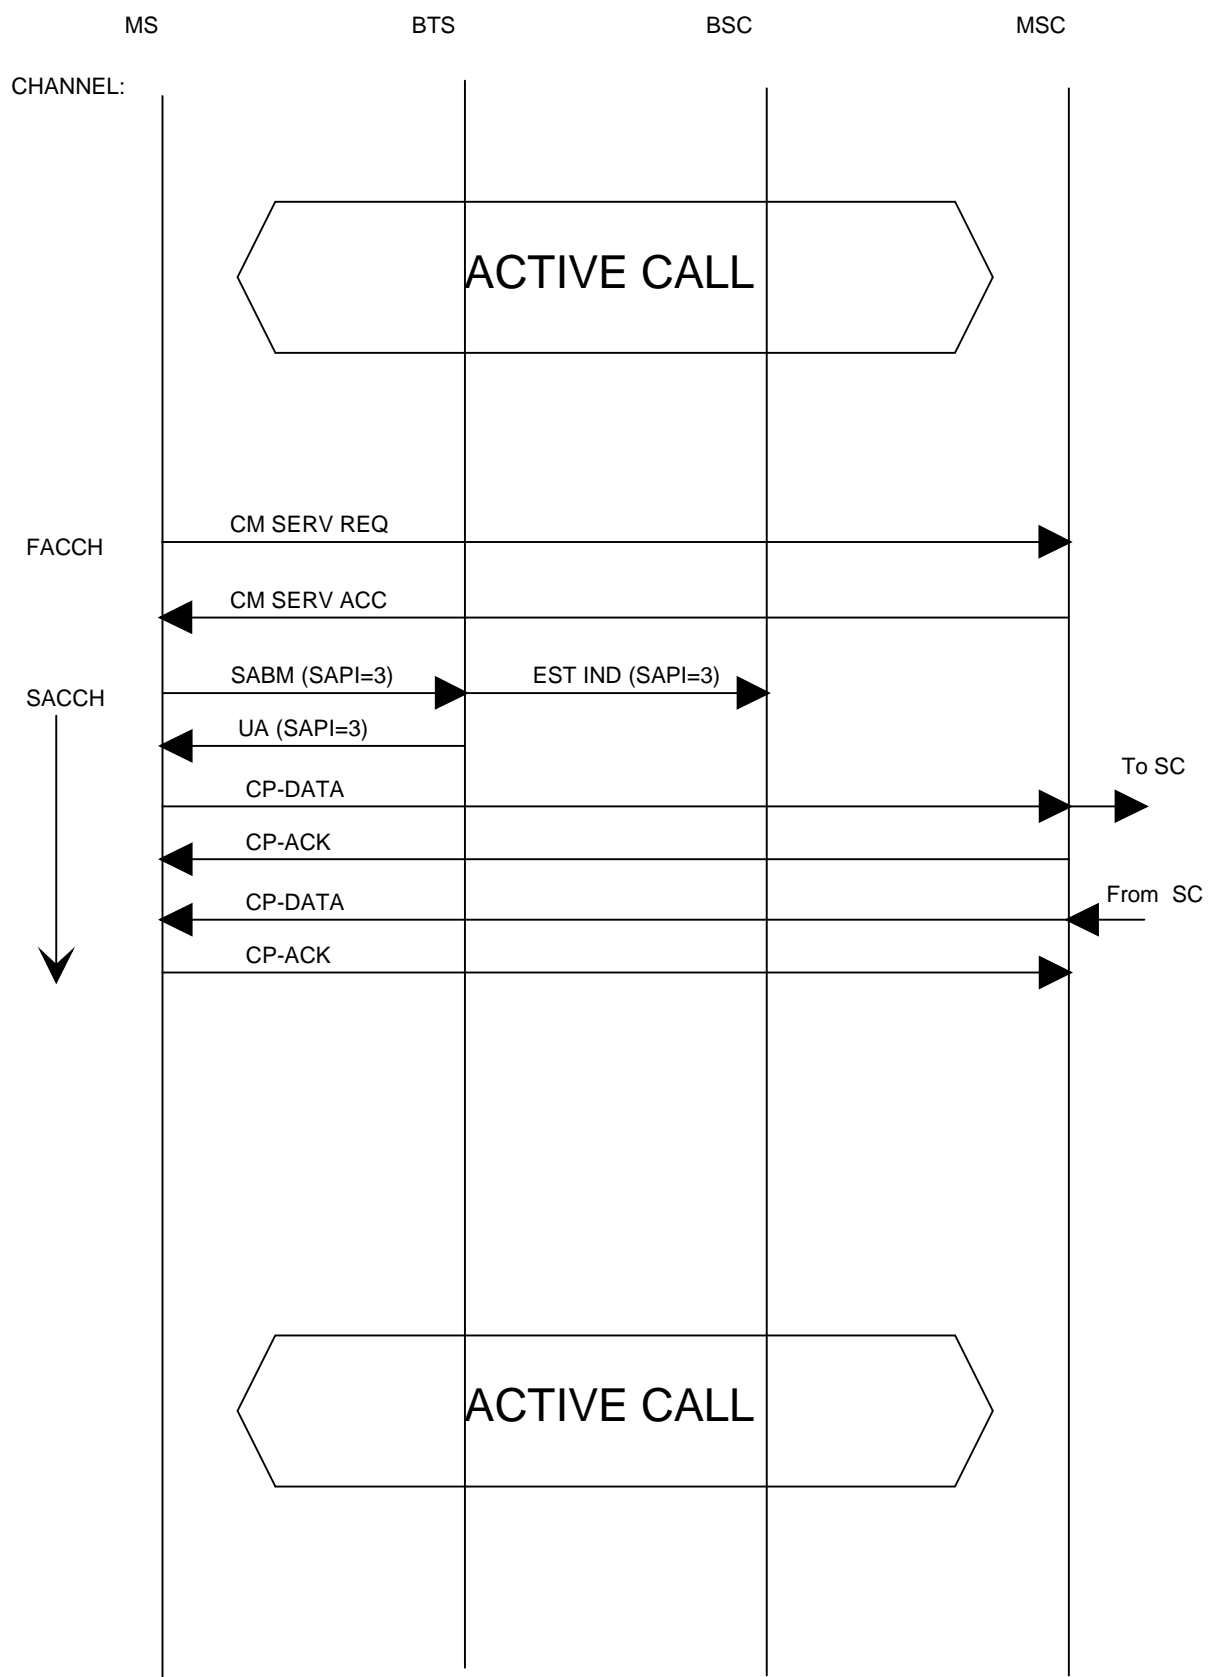 MS BTS BSC MSC
CHANNEL:
ACTIVE CALL
CM SERV REQ
FACCH
CM SERV ACC
SABM (SAPI=3) EST IND (SAPI=3)
SACCH
UA (SAPI=3)
To SC
CP-DATA
CP-ACK
From SC
CP-DATA
CP-ACK
ACTIVE CALL